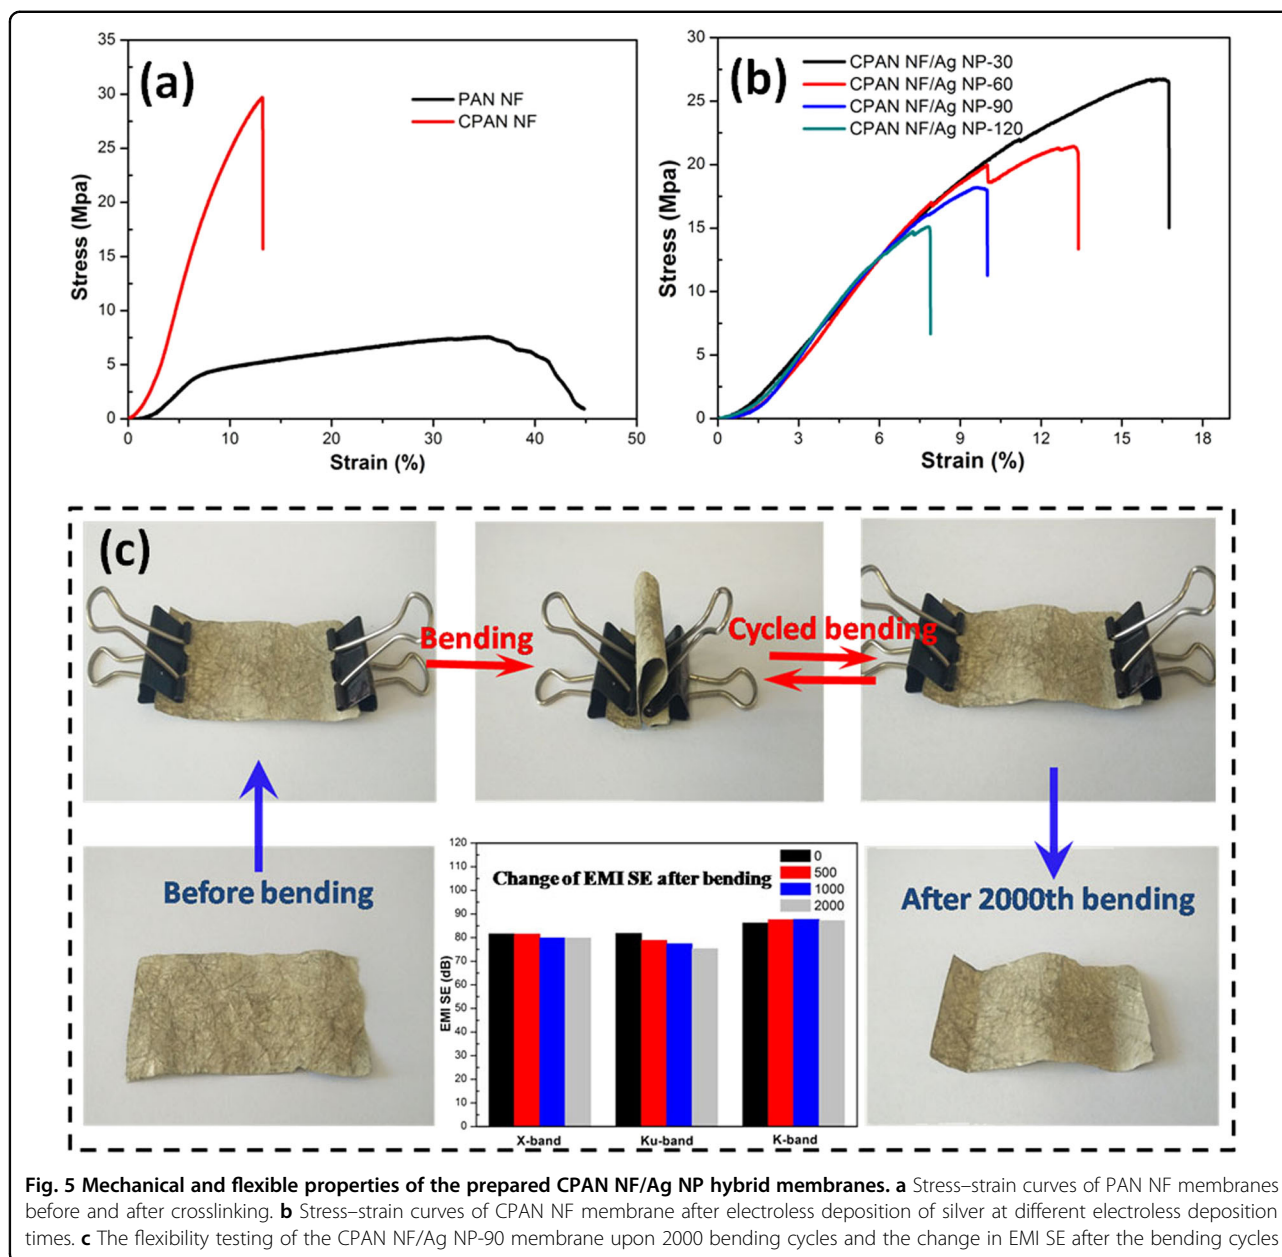 (a)
35
30
25
20
15
10
5
0
Stress (Mpa)
PAN NF
CPAN NF
0 10 20 30 40 50
Strain (%)
(b)
30
25
20
15
10
5
0
Stress (Mpa)
CPAN NF/Ag NP-30
CPAN NF/Ag NP-60
CPAN NF/Ag NP-90
CPAN NF/Ag NP-120
0 3 6 9 12 15 18
Strain (%)
(c)
Bending
Cycled bending
Before bending
120
110
100
90
80
70
60
50
40
30
20
10
0
EMI SE (dB)
Change of EMI SE after bending
0
500
1000
2000
X-band Ku-band K-band
After 2000th bending
Fig. 5 Mechanical and flexible properties of the prepared CPAN NF/Ag NP hybrid membranes. a Stress–strain curves of PAN NF membranes
before and after crosslinking. b Stress–strain curves of CPAN NF membrane after electroless deposition of silver at different electroless deposition
times. c The flexibility testing of the CPAN NF/Ag NP-90 membrane upon 2000 bending cycles and the change in EMI SE after the bending cycles